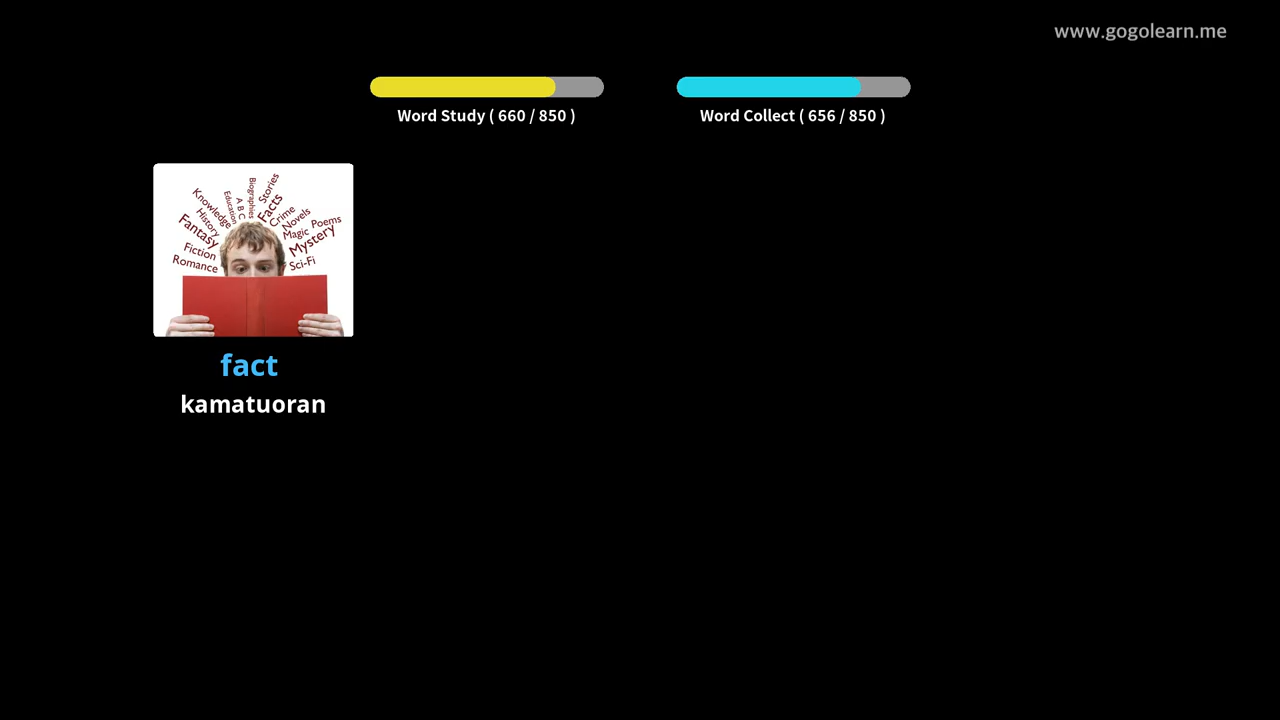 www.gogolearn.me
Word Study ( 660 / 850 )
Word Collect ( 656 / 850 )
Biographies
Stories
Knowledge
Education
A B C
Facts
Crime
History
Novels
Poems
Fantasy
Magic
Mystery
Fiction
Romance
Sci-Fi
fact
kamatuoran